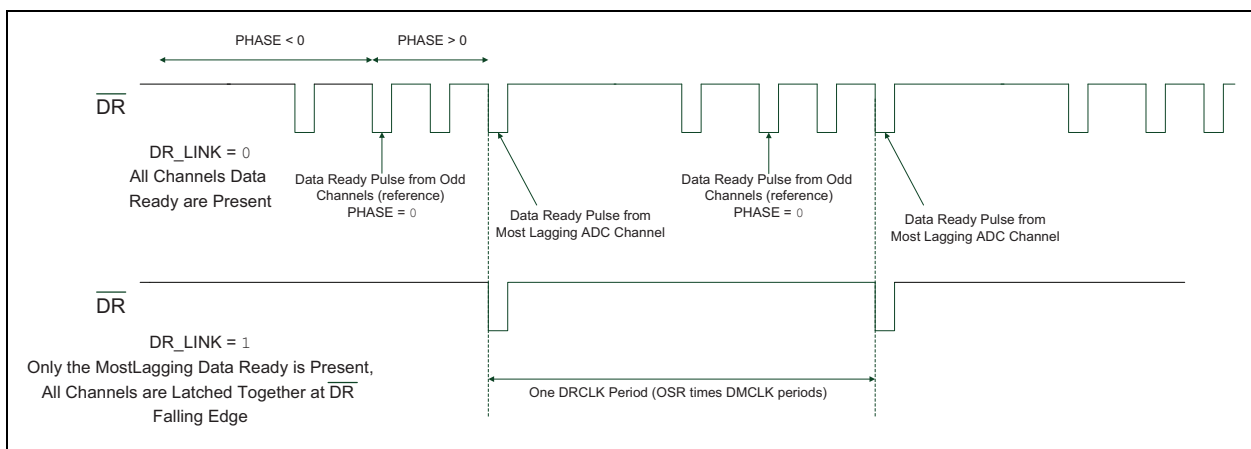 PHASE < 0
PHASE > 0
DR
DR_LINK = 0
All Channels Data
Ready are Present
Data Ready Pulse from Odd
Channels (reference)
PHASE = 0
Data Ready Pulse from
Most Lagging ADC Channel
Data Ready Pulse from Odd
Channels (reference)
PHASE = 0
Data Ready Pulse from
Most Lagging ADC Channel
DR
DR_LINK = 1
Only the MostLagging Data Ready is Present,
All Channels are Latched Together at DR
Falling Edge
One DRCLK Period (OSR times DMCLK periods)